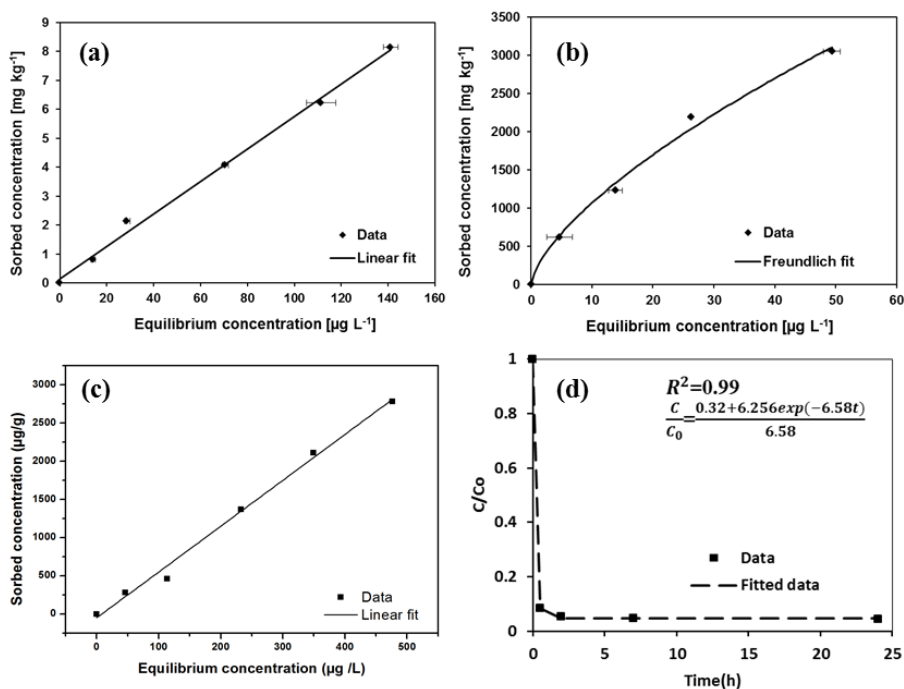 (a)
9
8
7
6
5
4
3
2
1
0
Sorbed concentration [mg kg⁻¹]
Data
Linear fit
0 20 40 60 80 100 120 140 160
Equilibrium concentration [µg L⁻¹]
(b)
3500
3000
2500
2000
1500
1000
500
0
Sorbed concentration [mg kg⁻¹]
Data
Freundlich fit
0 10 20 30 40 50 60
Equilibrium concentration [µg L⁻¹]
(c)
3000
2500
2000
1500
1000
500
0
Sorbed concentration (µg/g)
Data
Linear fit
0 100 200 300 400 500
Equilibrium concentration (µg /L)
(d)
R²=0.99
C/C₀=0.32+6.256exp(−6.58t)/6.58
1
0.8
0.6
0.4
0.2
0
C/Co
Data
Fitted data
0 5 10 15 20 25
Time(h)